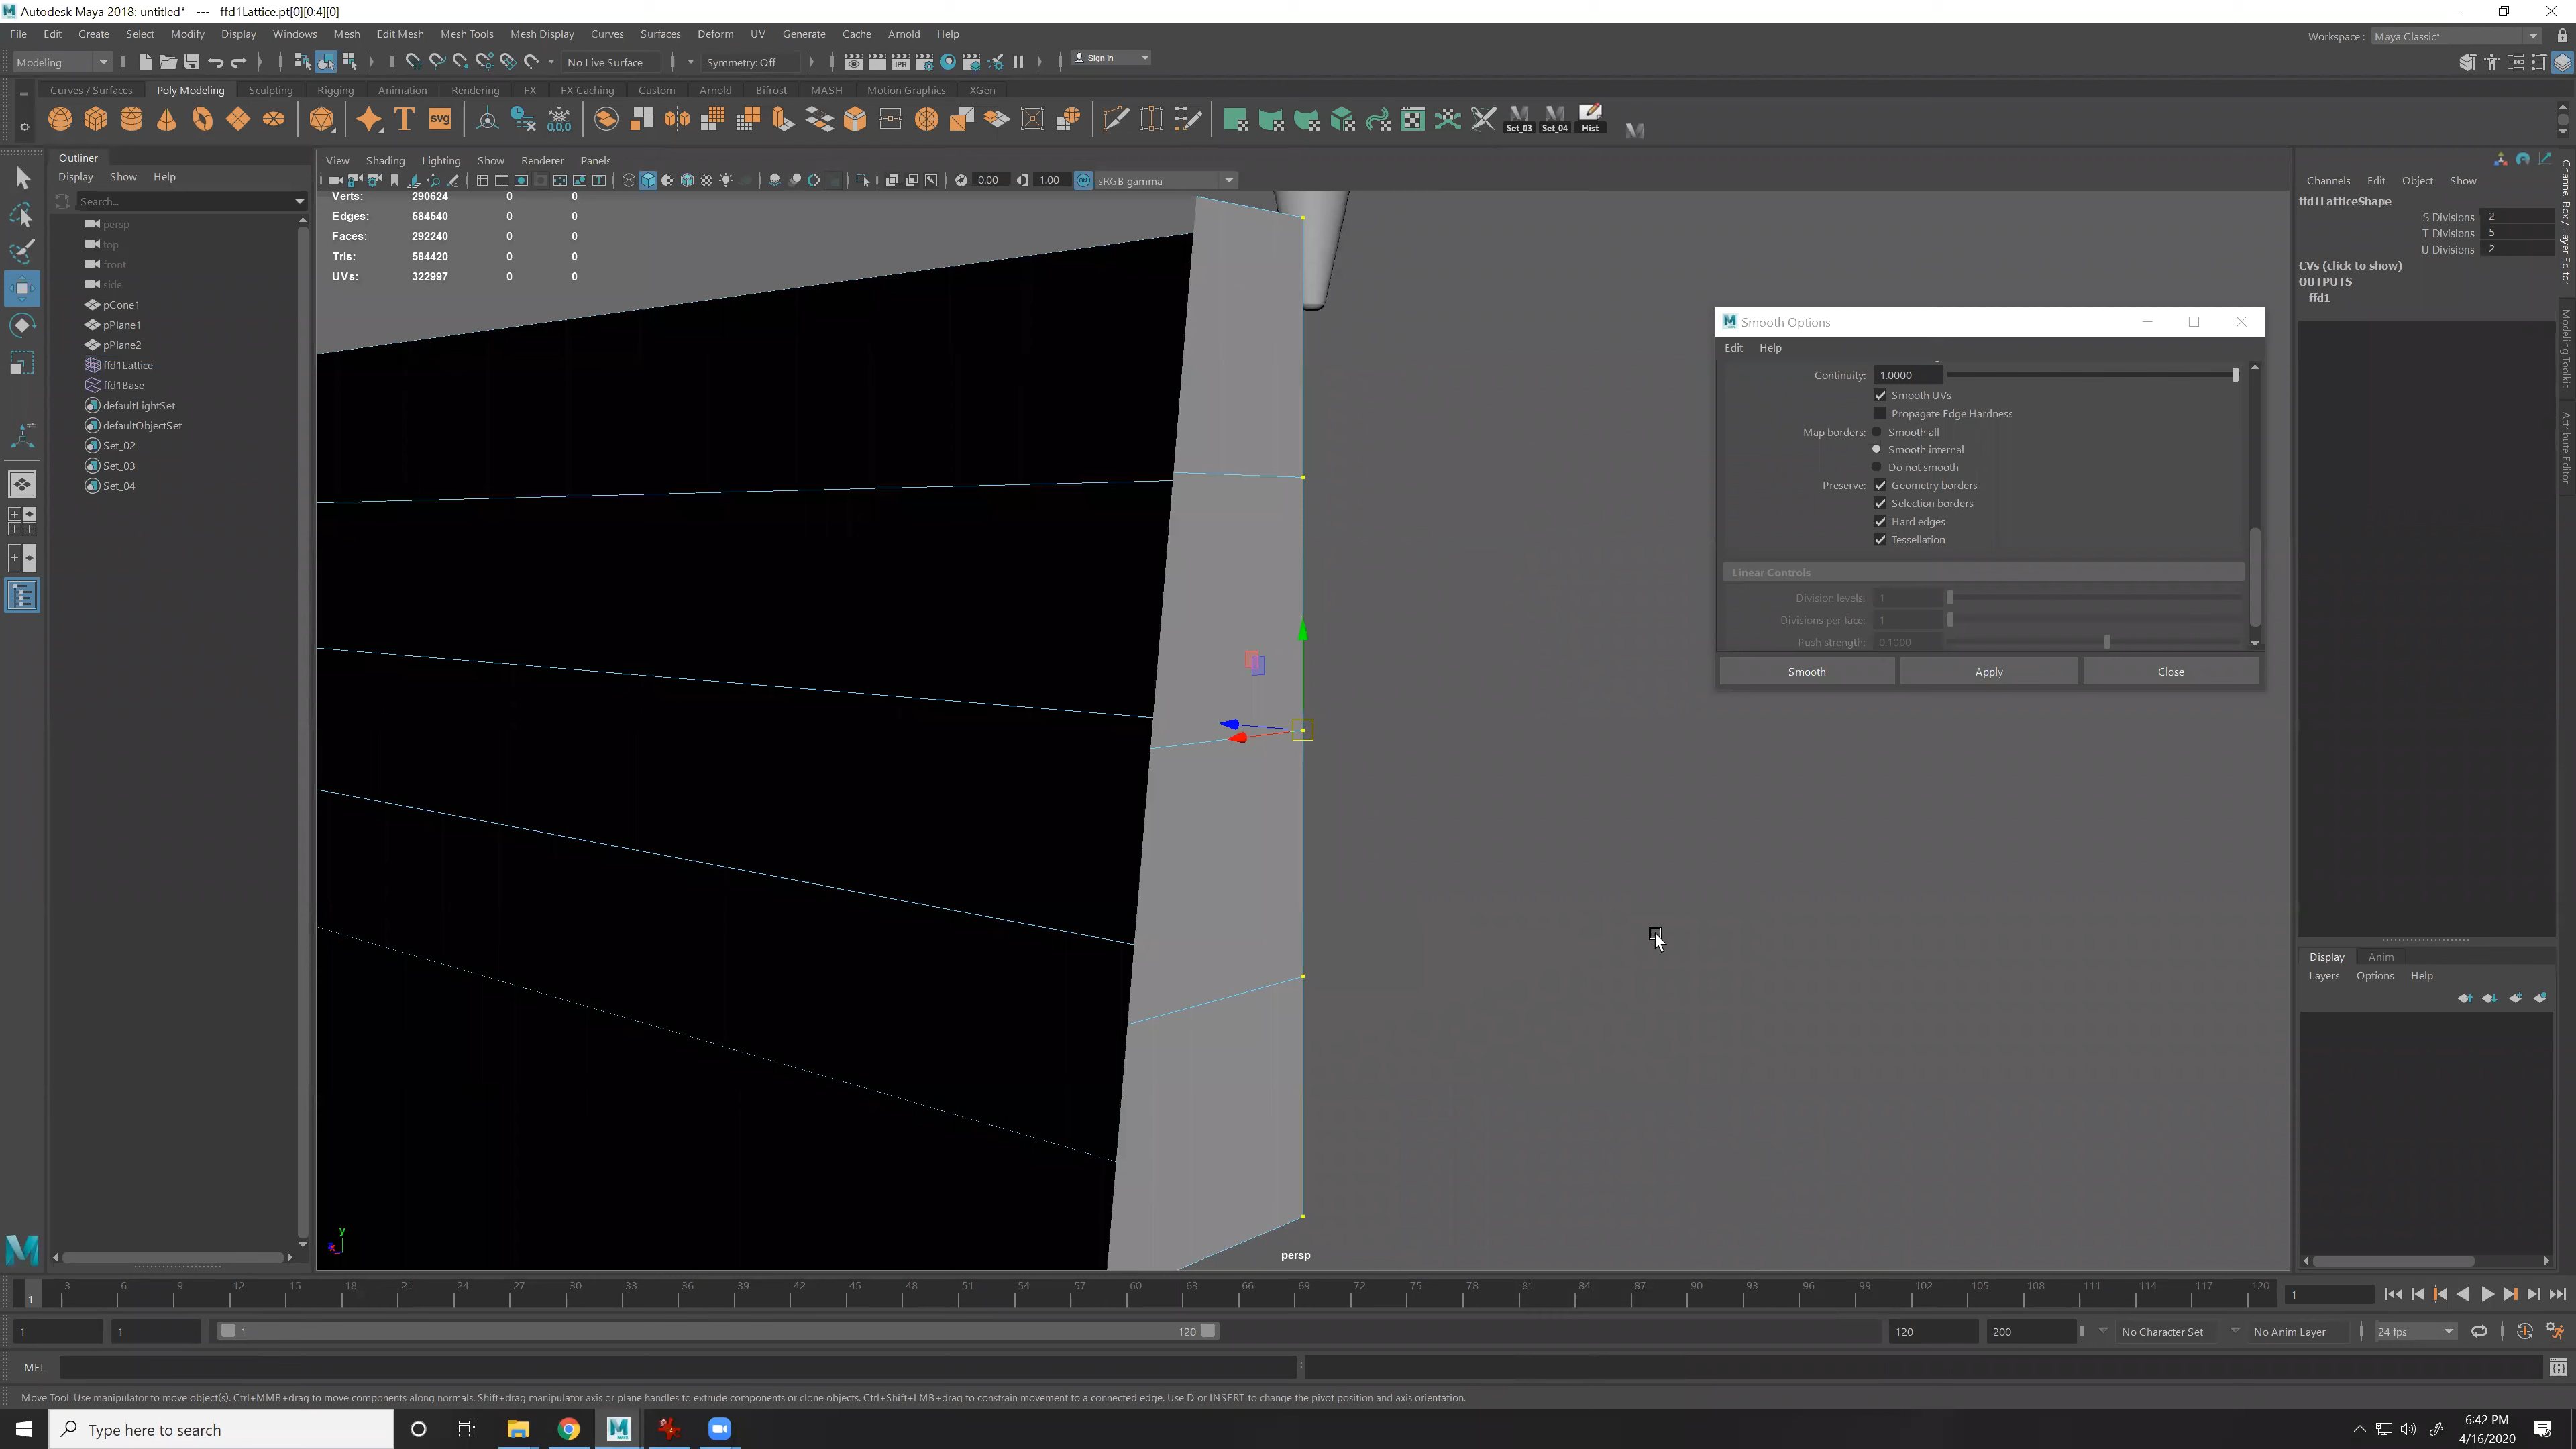 Autodesk Maya 2018: untitled* --- ffd1Lattice.pt[0][0:4][0]
File Edit Create Select Modify Display Windows Mesh Edit Mesh Mesh Tools Mesh Display Curves Surfaces Deform UV Generate Cache Arnold Help
Workspace : Maya Classic*
Modeling No Live Surface Symmetry: Off IPR Sign In
Curves / Surfaces Poly Modeling Sculpting Rigging Animation Rendering FX FX Caching Custom Arnold Bifrost MASH Motion Graphics XGen
T SVG 0,0,0 Set_03 Set_04 Hist
Outliner
Display Show Help
Search...
persp
top
front
side
pCone1
pPlane1
pPlane2
ffd1Lattice
ffd1Base
defaultLightSet
defaultObjectSet
Set_02
Set_03
Set_04
View Shading Lighting Show Renderer Panels
0.00 1.00 ON sRGB gamma
Verts: 290624 0 0
Edges: 584540 0 0
Faces: 292240 0 0
Tris: 584420 0 0
UVs: 322997 0 0
y
persp
Smooth Options
Edit Help
Continuity: 1.0000
Smooth UVs
Propagate Edge Hardness
Map borders: Smooth all
Smooth internal
Do not smooth
Preserve: Geometry borders
Selection borders
Hard edges
Tessellation
Linear Controls
Division levels: 1
Divisions per face: 1
Push strength: 0.1000
Smooth Apply Close
Channels Edit Object Show
ffd1LatticeShape
S Divisions 2
T Divisions 5
U Divisions 2
CVs (click to show)
OUTPUTS
ffd1
Channel Box / Layer Editor
Modeling Toolkit
Attribute Editor
Display Anim
Layers Options Help
1 3 6 9 12 15 18 21 24 27 30 33 36 39 42 45 48 51 54 57 60 63 66 69 72 75 78 81 84 87 90 93 96 99 102 105 108 111 114 117 120 1
1 1 1 120 120 200 No Character Set No Anim Layer 24 fps
MEL
Move Tool: Use manipulator to move object(s). Ctrl+MMB+drag to move components along normals. Shift+drag manipulator axis or plane handles to extrude components or clone objects. Ctrl+Shift+LMB+drag to constrain movement to a connected edge. Use D or INSERT to change the pivot position and axis orientation.
Type here to search
6:42 PM
4/16/2020